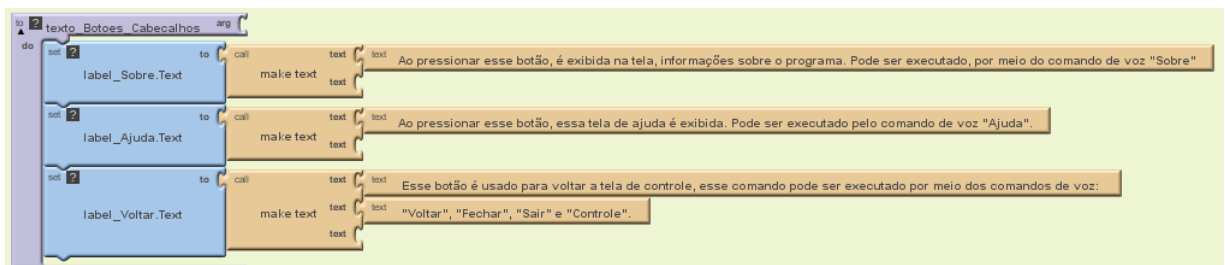 to ? texto_Botoes_Cabecalhos arg
do
set ? to call text text Ao pressionar esse botão, é exibida na tela, informações sobre o programa. Pode ser executado, por meio do comando de voz "Sobre"
label_Sobre.Text make text text
set ? to call text text Ao pressionar esse botão, essa tela de ajuda é exibida. Pode ser executado pelo comando de voz "Ajuda".
label_Ajuda.Text make text text
set ? to call text text Esse botão é usado para voltar a tela de controle, esse comando pode ser executado por meio dos comandos de voz:
label_Voltar.Text make text text text "Voltar", "Fechar", "Sair" e "Controle".
text